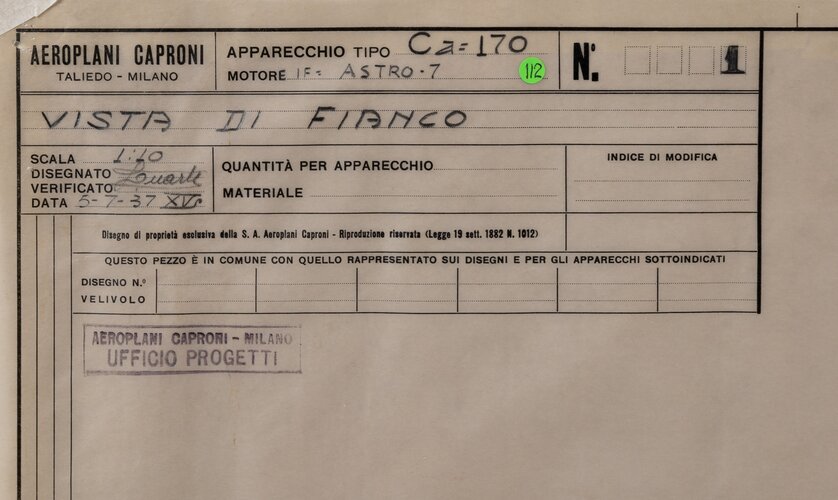 AEROPLANI CAPRONI
TALIEDO - MILANO
APPARECCHIO TIPO Ca=170
MOTORE IF= ASTRO·7
112
N. 1
VISTA DI FIANCO
SCALA 1:10
DISEGNATO
VERIFICATO
DATA 5-7-37 XV
QUANTITÀ PER APPARECCHIO
MATERIALE
INDICE DI MODIFICA
Disegno di proprietà esclusiva della S. A. Aeroplani Caproni - Riproduzione riservata (Legge 19 sett. 1882 N. 1012)
QUESTO PEZZO È IN COMUNE CON QUELLO RAPPRESENTATO SUI DISEGNI E PER GLI APPARECCHI SOTTOINDICATI
DISEGNO N.º
VELIVOLO
AEROPLANI CAPRONI - MILANO
UFFICIO PROGETTI